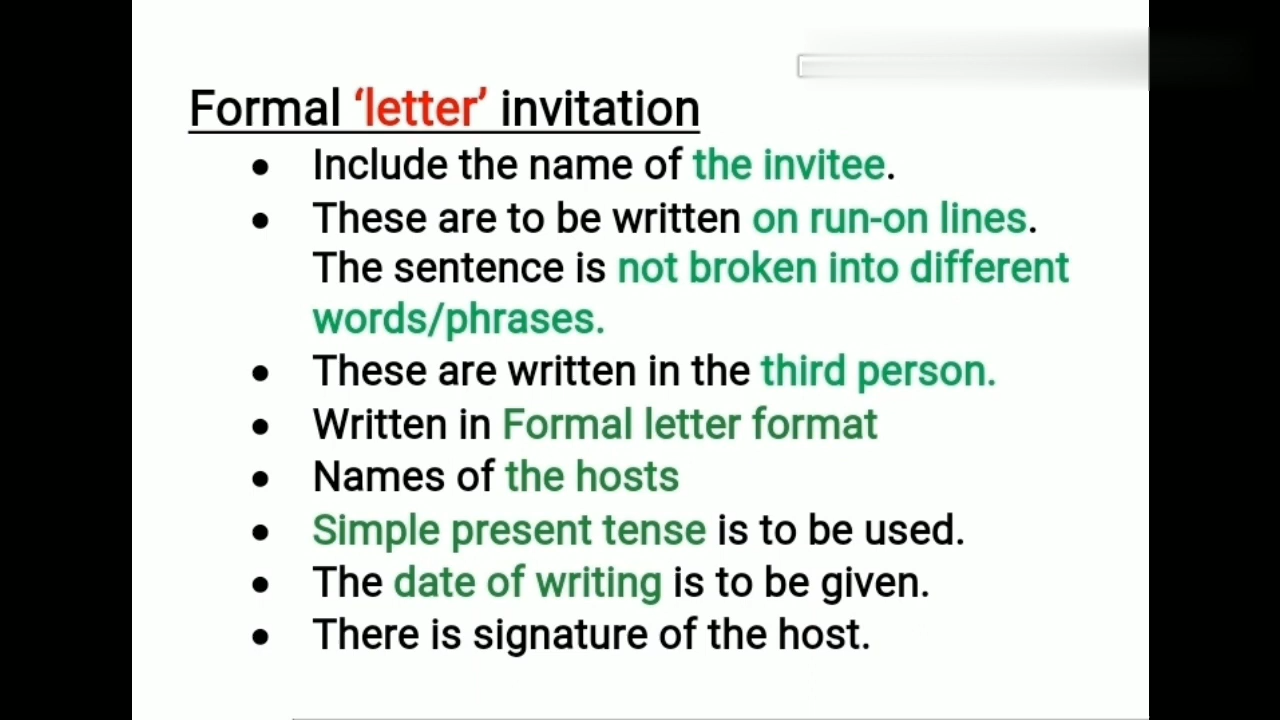 Formal ‘letter’ invitation
● Include the name of the invitee.
● These are to be written on run-on lines.
The sentence is not broken into different
words/phrases.
● These are written in the third person.
● Written in Formal letter format
● Names of the hosts
● Simple present tense is to be used.
● The date of writing is to be given.
● There is signature of the host.